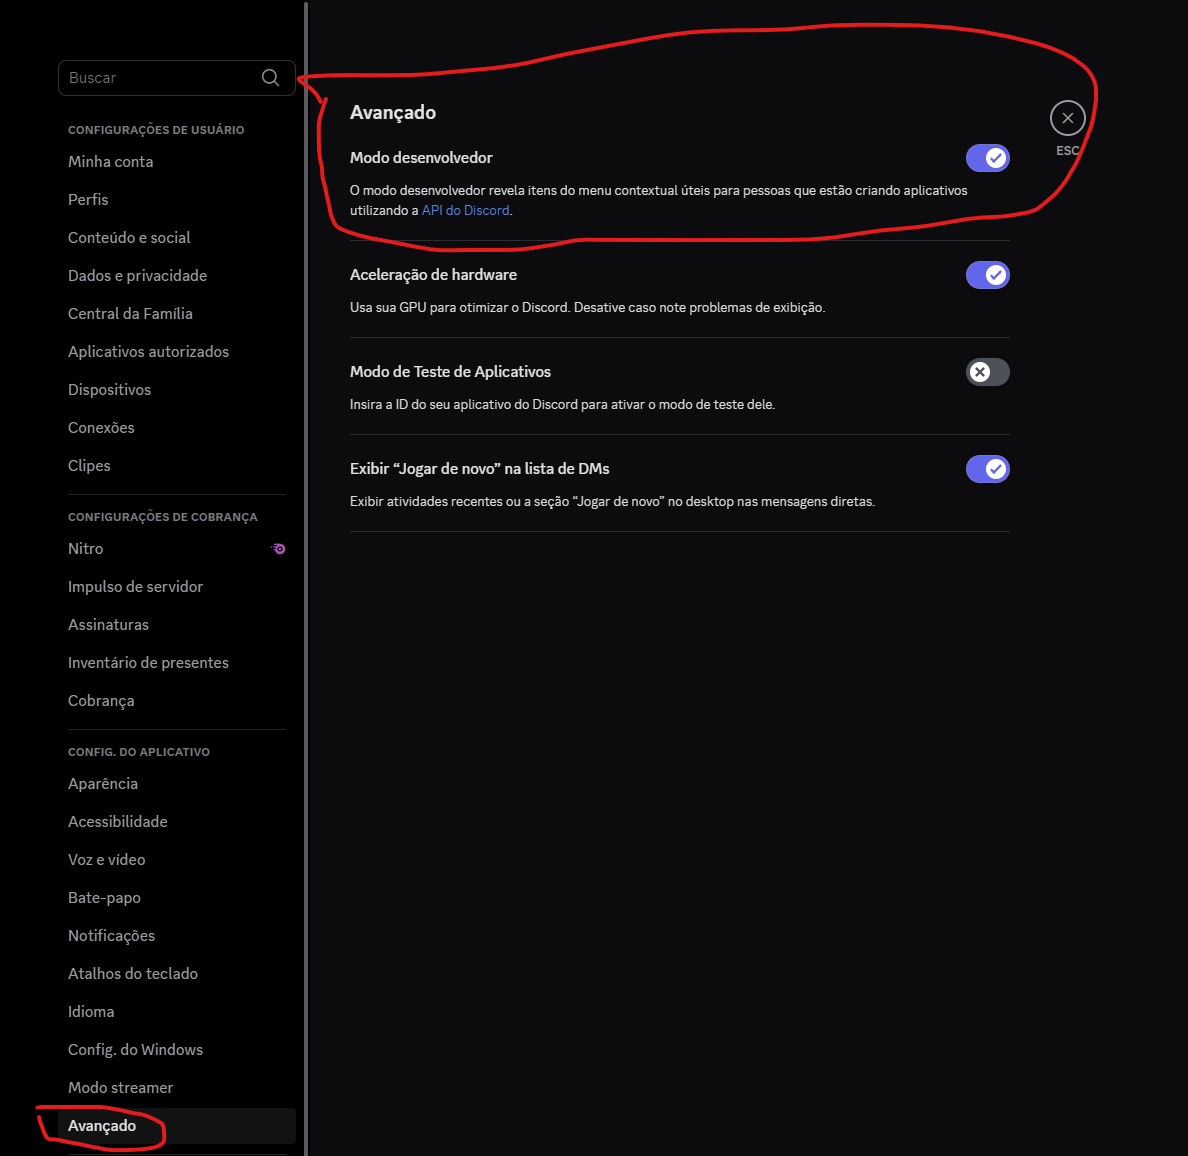 Buscar
CONFIGURAÇÕES DE USUÁRIO
Minha conta
Perfis
Conteúdo e social
Dados e privacidade
Central da Família
Aplicativos autorizados
Dispositivos
Conexões
Clipes
CONFIGURAÇÕES DE COBRANÇA
Nitro
Impulso de servidor
Assinaturas
Inventário de presentes
Cobrança
CONFIG. DO APLICATIVO
Aparência
Acessibilidade
Voz e vídeo
Bate-papo
Notificações
Atalhos do teclado
Idioma
Config. do Windows
Modo streamer
Avançado
Avançado
ESC
Modo desenvolvedor
O modo desenvolvedor revela itens do menu contextual úteis para pessoas que estão criando aplicativos
utilizando a API do Discord.
Aceleração de hardware
Usa sua GPU para otimizar o Discord. Desative caso note problemas de exibição.
Modo de Teste de Aplicativos
Insira a ID do seu aplicativo do Discord para ativar o modo de teste dele.
Exibir “Jogar de novo” na lista de DMs
Exibir atividades recentes ou a seção “Jogar de novo” no desktop nas mensagens diretas.